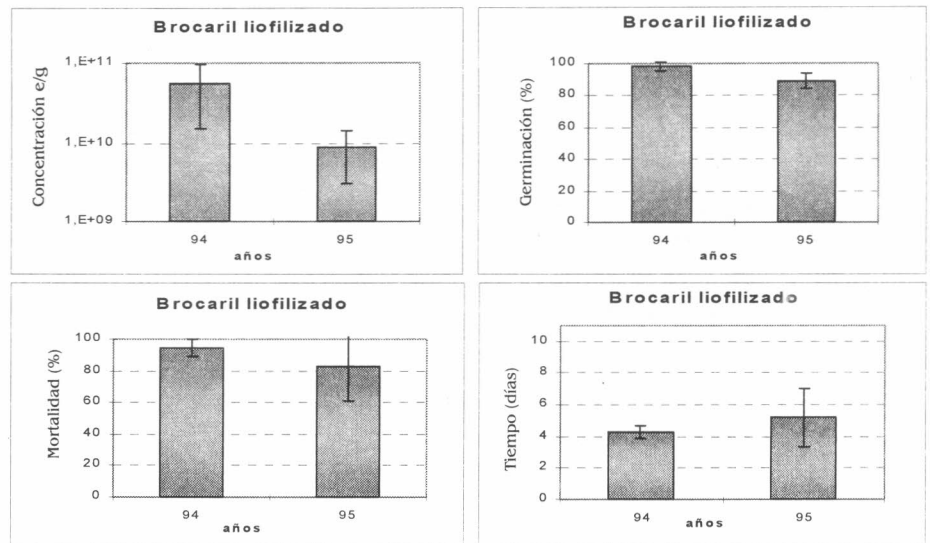 Brocaril liofilizado
Concentración e/g
1,E+11
1,E+10
1,E+09
94
95
años
Brocaril liofilizado
Germinación (%)
100
80
60
40
20
0
94
95
años
Brocaril liofilizado
Mortalidad (%)
100
80
60
40
20
0
94
95
años
Brocaril liofilizado
Tiempo (días)
10
8
6
4
2
0
94
95
años